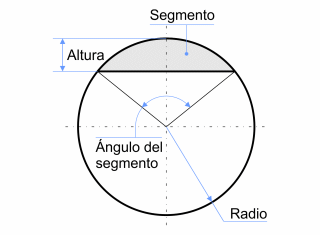 Segmento
Altura
Ángulo del
segmento
Radio